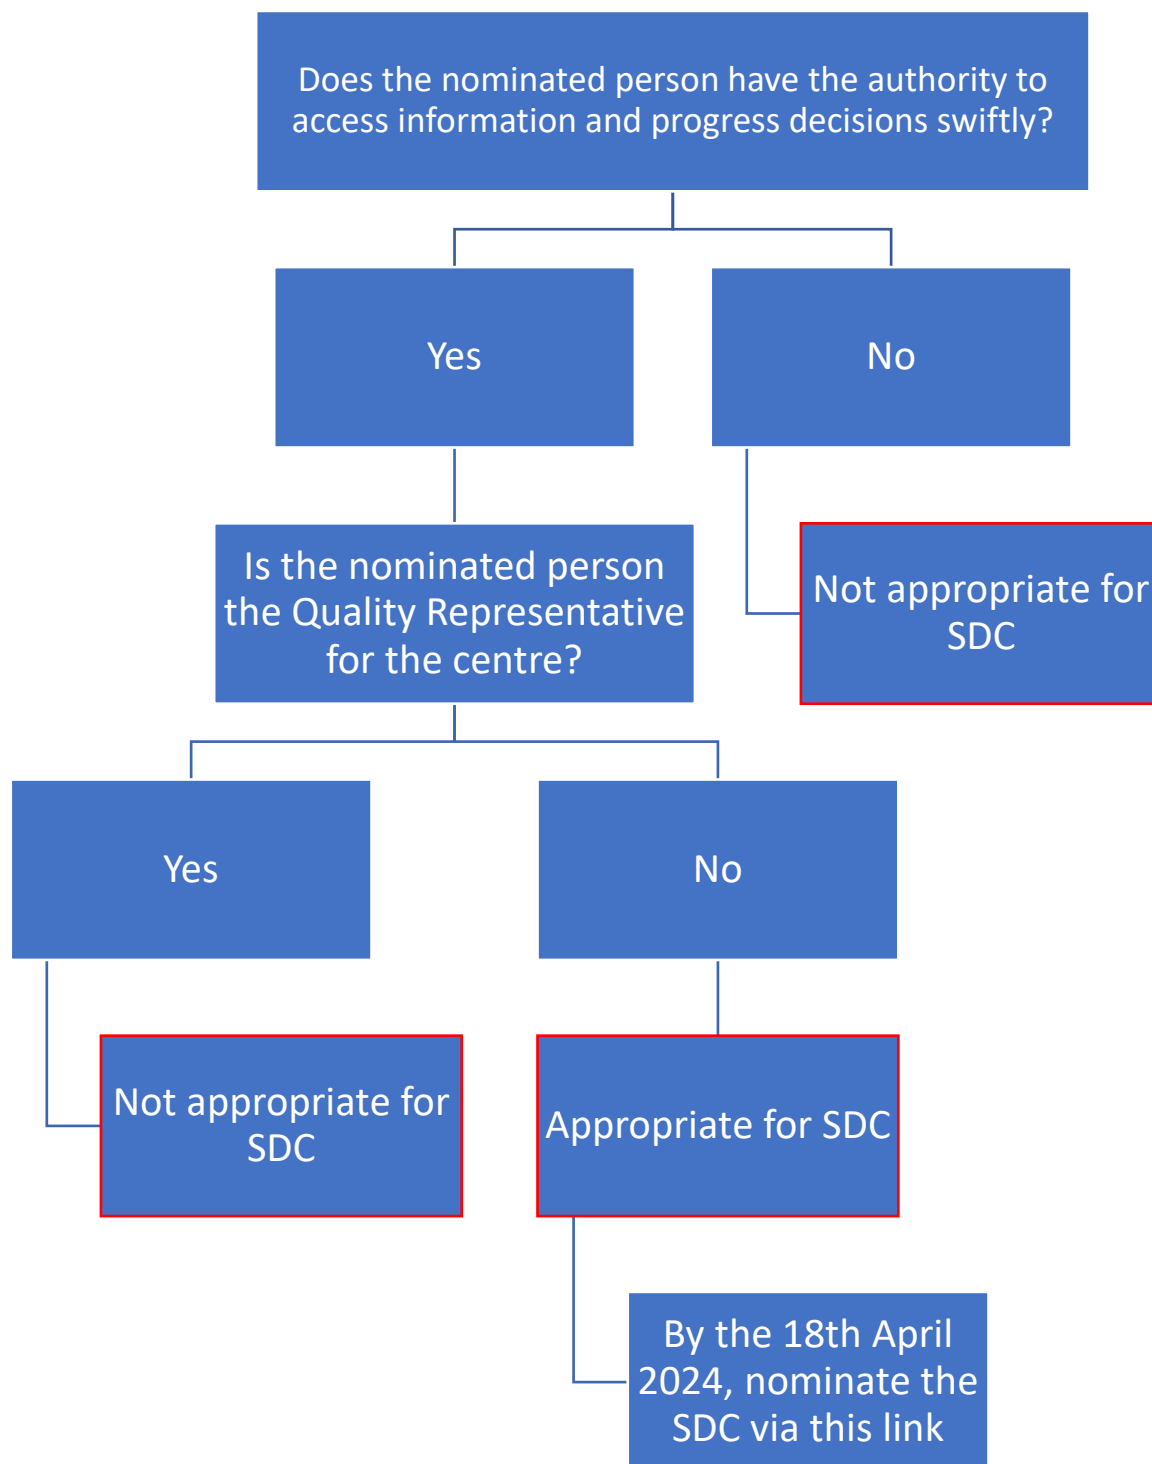 Does the nominated person have the authority to
access information and progress decisions swiftly?
Yes
No
Is the nominated person
the Quality Representative
for the centre?
Not appropriate for
SDC
Yes
No
Not appropriate for
SDC
Appropriate for SDC
By the 18th April
2024, nominate the
SDC via this link